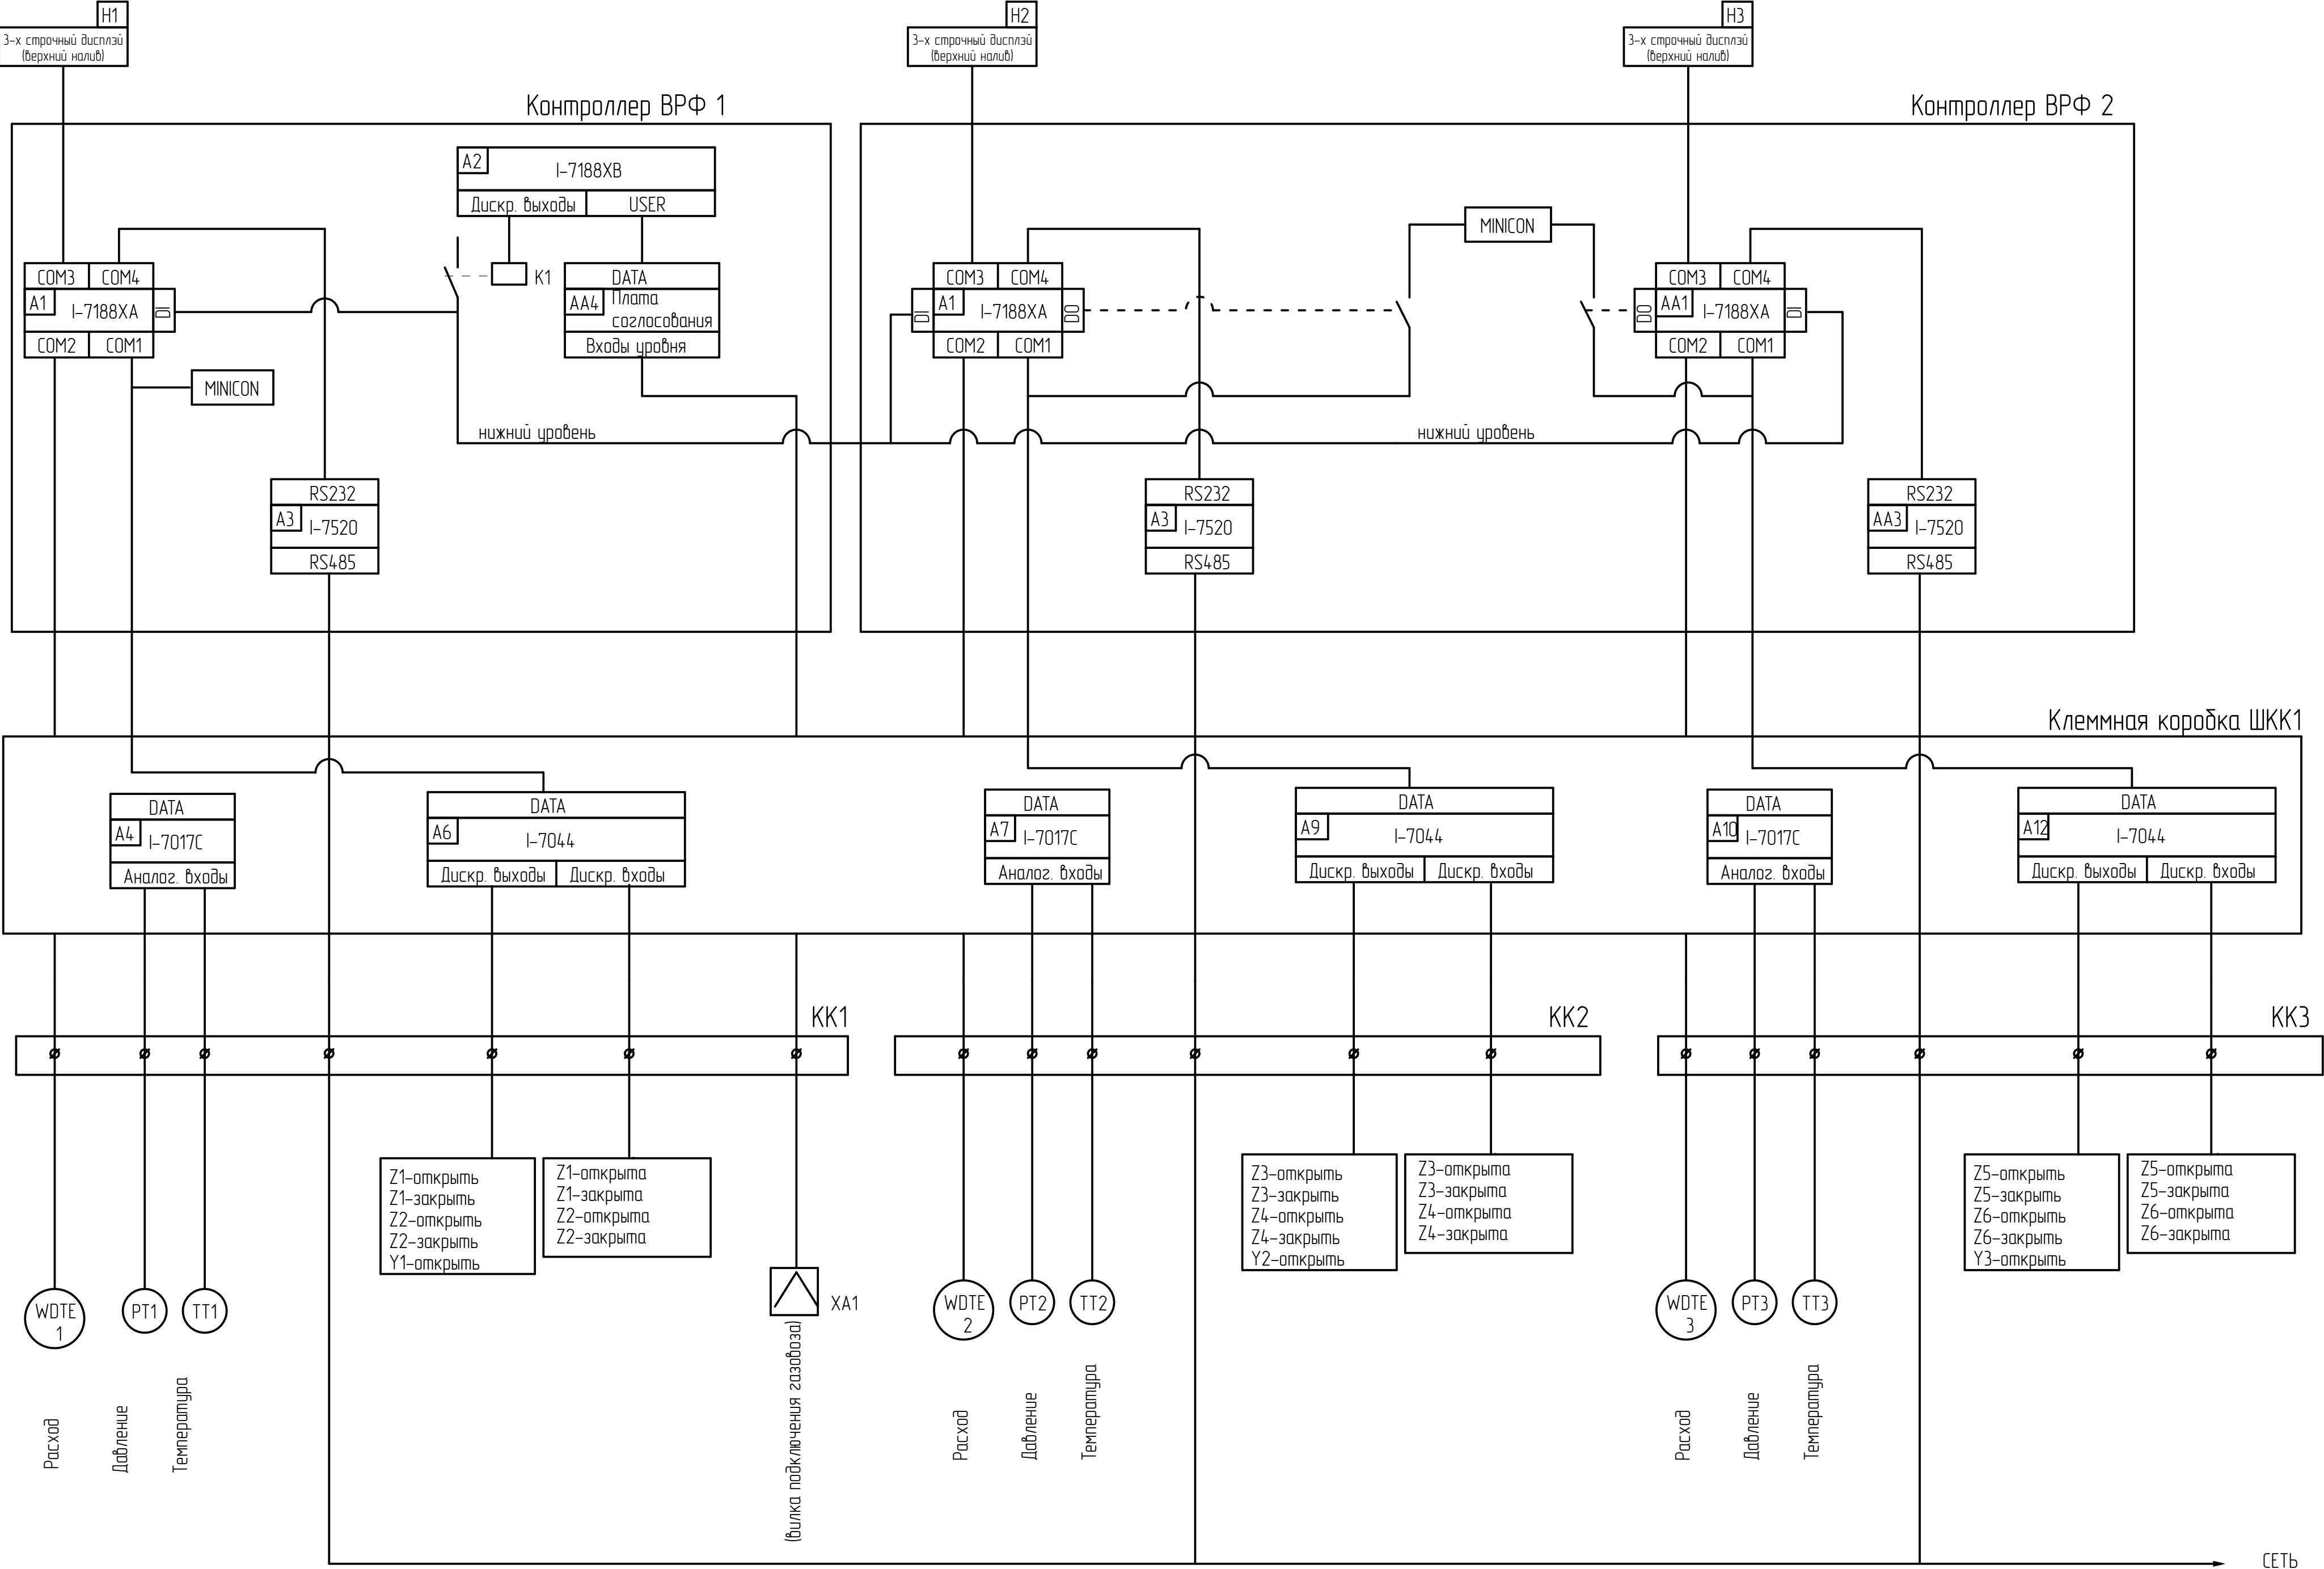 H1
3-х строчный дисплэй
(верхний налив)
H2
3-х строчный дисплэй
(верхний налив)
H3
3-х строчный дисплэй
(верхний налив)
Контроллер ВРФ 1
Контроллер ВРФ 2
A2
I-7188XB
Дискр. выходы
USER
K1
COM3
COM4
A1
I-7188XA
DI
COM2
COM1
MINICON
DATA
AA4
Плата
соглосования
Входы уровня
нижний уровень
RS232
A3
I-7520
RS485
COM3
COM4
DI
A1
I-7188XA
DO
COM2
COM1
MINICON
COM3
COM4
DO
AA1
I-7188XA
DI
COM2
COM1
нижний уровень
RS232
A3
I-7520
RS485
RS232
AA3
I-7520
RS485
Клеммная коробка ШКК1
DATA
A4
I-7017C
Аналог. входы
DATA
A6
I-7044
Дискр. выходы
Дискр. входы
DATA
A7
I-7017C
Аналог. входы
DATA
A9
I-7044
Дискр. выходы
Дискр. входы
DATA
A10
I-7017C
Аналог. входы
DATA
A12
I-7044
Дискр. выходы
Дискр. входы
КК1
КК2
КК3
Z1-открыть
Z1-закрыть
Z2-открыть
Z2-закрыть
Y1-открыть
Z1-открыта
Z1-закрыта
Z2-открыта
Z2-закрыта
Z3-открыть
Z3-закрыть
Z4-открыть
Z4-закрыть
Y2-открыть
Z3-открыта
Z3-закрыта
Z4-открыта
Z4-закрыта
Z5-открыть
Z5-закрыть
Z6-открыть
Z6-закрыть
Y3-открыть
Z5-открыта
Z5-закрыта
Z6-открыта
Z6-закрыта
WDTE
1
PT1
TT1
XA1
WDTE
2
PT2
TT2
WDTE
3
PT3
TT3
Расход
Давление
Температура
(вилка подключения газовоза)
Расход
Давление
Температура
Расход
Давление
Температура
СЕТЬ